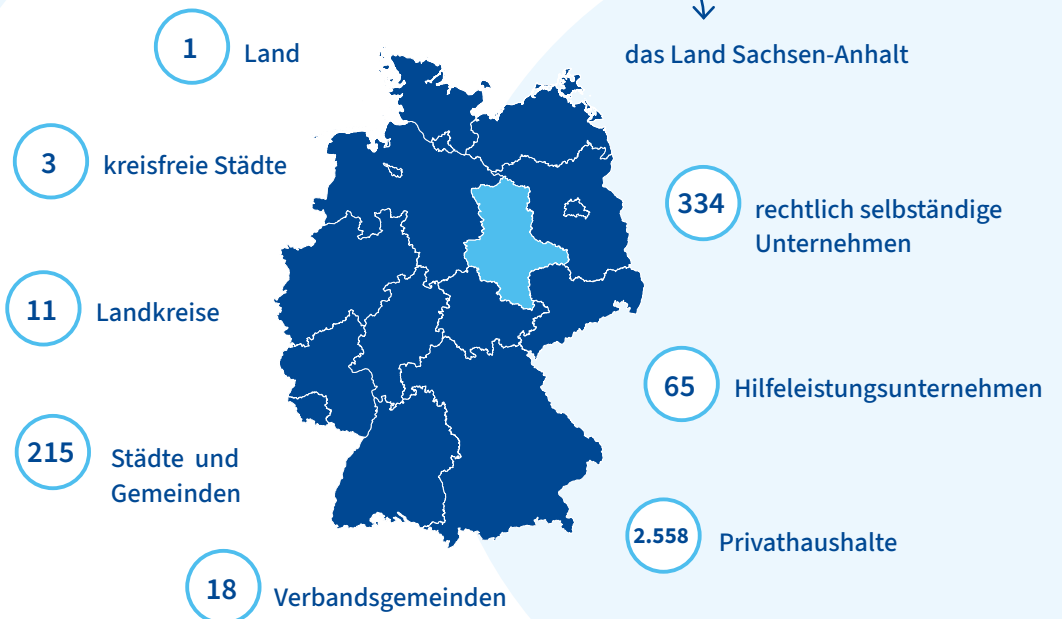 1 Land
das Land Sachsen-Anhalt
3 kreisfreie Städte
334 rechtlich selbständige
Unternehmen
11 Landkreise
65 Hilfeleistungsunternehmen
215 Städte und
Gemeinden
2.558 Privathaushalte
18 Verbandsgemeinden